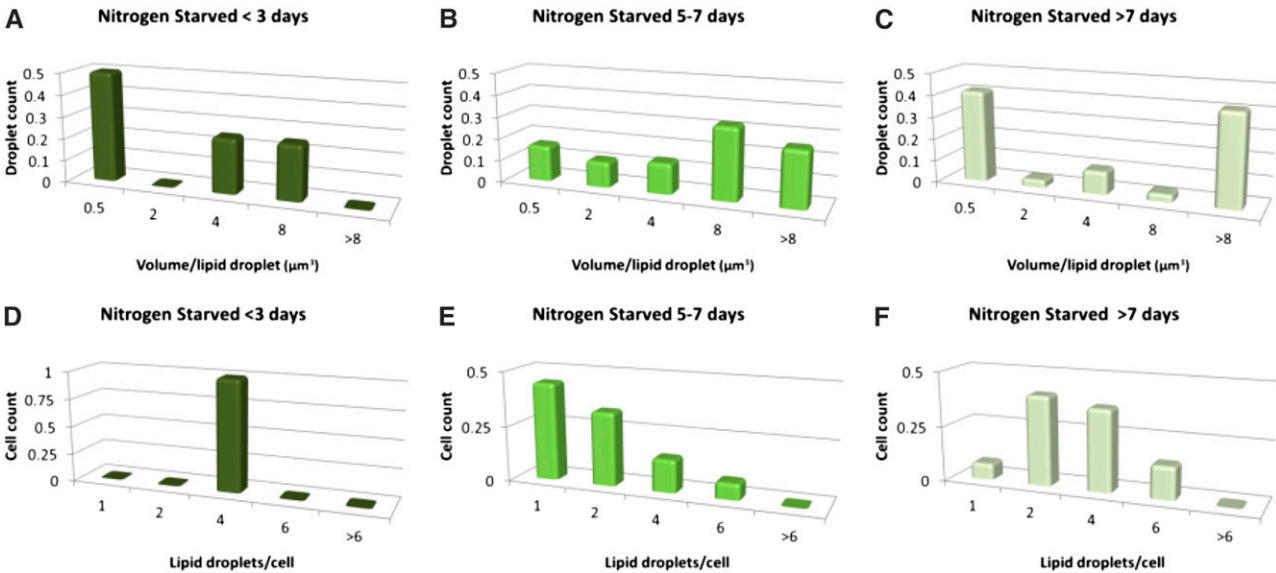 A Nitrogen Starved < 3 days
Droplet count
0.5
0.4
0.3
0.2
0.1
0
0.5 2 4 8 >8
Volume/lipid droplet (µm³)
B Nitrogen Starved 5-7 days
Droplet count
0.5
0.4
0.3
0.2
0.1
0
0.5 2 4 8 >8
Volume/lipid droplet (µm³)
C Nitrogen Starved >7 days
Droplet count
0.5
0.4
0.3
0.2
0.1
0
0.5 2 4 8 >8
Volume/lipid droplet (µm³)
D Nitrogen Starved <3 days
Cell count
1
0.75
0.5
0.25
0
1 2 4 6 >6
Lipid droplets/cell
E Nitrogen Starved 5-7 days
Cell count
0.5
0.25
0
1 2 4 6 >6
Lipid droplets/cell
F Nitrogen Starved >7 days
Cell count
0.5
0.25
0
1 2 4 6 >6
Lipid droplets/cell